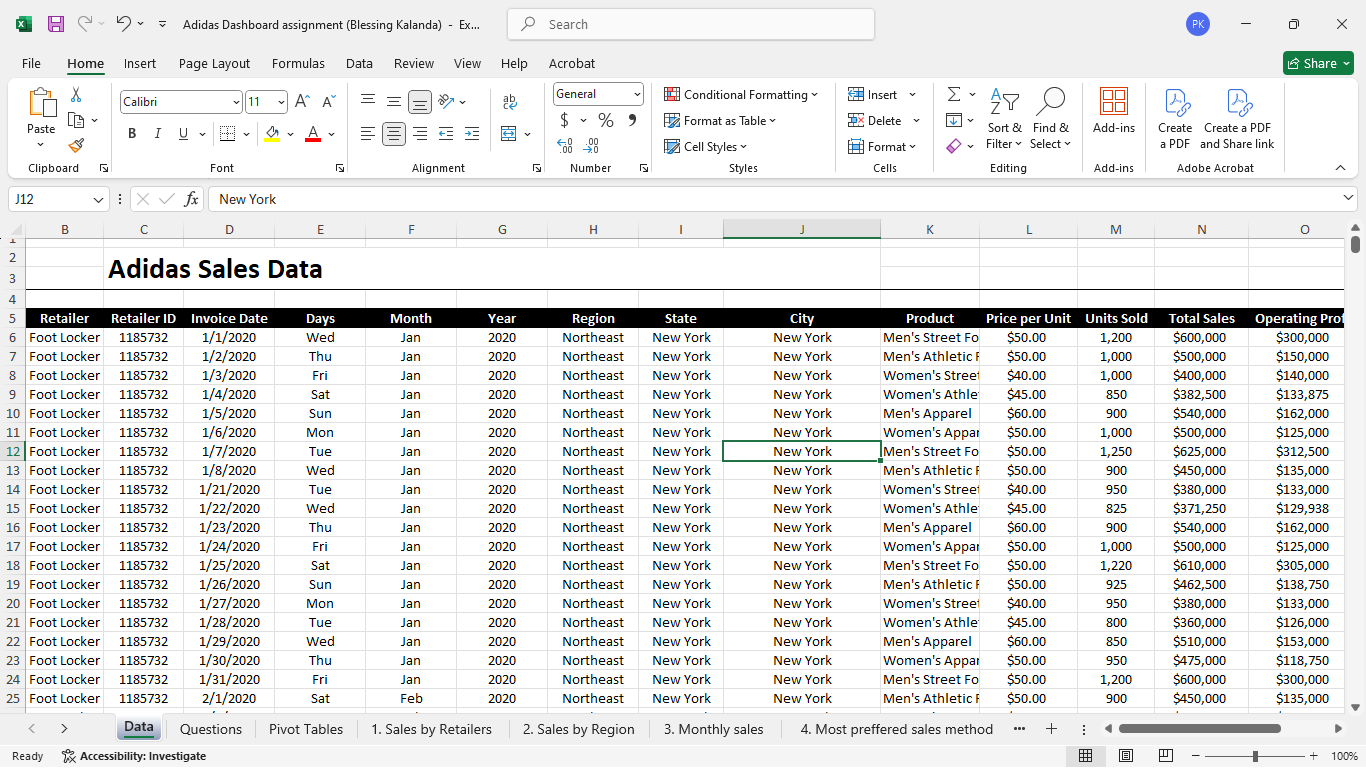 Adidas Dashboard assignment (Blessing Kalanda) - Ex...
Search
PK
File Home Insert Page Layout Formulas Data Review View Help Acrobat
Share
Paste
Clipboard
Calibri 11
B I U
Font
ab
Alignment
General
$ % 9
Number
Conditional Formatting
Format as Table
Cell Styles
Styles
Insert
Delete
Format
Cells
Sort & Filter
Find & Select
Editing
Add-ins
Add-ins
Create a PDF
Create a PDF and Share link
Adobe Acrobat
J12 fx New York
B C D E F G H I J K L M N O
1
2
Adidas Sales Data
3
4
5 Retailer Retailer ID Invoice Date Days Month Year Region State City Product Price per Unit Units Sold Total Sales Operating Prof
6 Foot Locker 1185732 1/1/2020 Wed Jan 2020 Northeast New York New York Men's Street Fo $50.00 1,200 $600,000 $300,000
7 Foot Locker 1185732 1/2/2020 Thu Jan 2020 Northeast New York New York Men's Athletic F $50.00 1,000 $500,000 $150,000
8 Foot Locker 1185732 1/3/2020 Fri Jan 2020 Northeast New York New York Women's Street $40.00 1,000 $400,000 $140,000
9 Foot Locker 1185732 1/4/2020 Sat Jan 2020 Northeast New York New York Women's Athle $45.00 850 $382,500 $133,875
10 Foot Locker 1185732 1/5/2020 Sun Jan 2020 Northeast New York New York Men's Apparel $60.00 900 $540,000 $162,000
11 Foot Locker 1185732 1/6/2020 Mon Jan 2020 Northeast New York New York Women's Appar $50.00 1,000 $500,000 $125,000
12 Foot Locker 1185732 1/7/2020 Tue Jan 2020 Northeast New York New York Men's Street Fo $50.00 1,250 $625,000 $312,500
13 Foot Locker 1185732 1/8/2020 Wed Jan 2020 Northeast New York New York Men's Athletic F $50.00 900 $450,000 $135,000
14 Foot Locker 1185732 1/21/2020 Tue Jan 2020 Northeast New York New York Women's Street $40.00 950 $380,000 $133,000
15 Foot Locker 1185732 1/22/2020 Wed Jan 2020 Northeast New York New York Women's Athle $45.00 825 $371,250 $129,938
16 Foot Locker 1185732 1/23/2020 Thu Jan 2020 Northeast New York New York Men's Apparel $60.00 900 $540,000 $162,000
17 Foot Locker 1185732 1/24/2020 Fri Jan 2020 Northeast New York New York Women's Appar $50.00 1,000 $500,000 $125,000
18 Foot Locker 1185732 1/25/2020 Sat Jan 2020 Northeast New York New York Men's Street Fo $50.00 1,220 $610,000 $305,000
19 Foot Locker 1185732 1/26/2020 Sun Jan 2020 Northeast New York New York Men's Athletic F $50.00 925 $462,500 $138,750
20 Foot Locker 1185732 1/27/2020 Mon Jan 2020 Northeast New York New York Women's Street $40.00 950 $380,000 $133,000
21 Foot Locker 1185732 1/28/2020 Tue Jan 2020 Northeast New York New York Women's Athle $45.00 800 $360,000 $126,000
22 Foot Locker 1185732 1/29/2020 Wed Jan 2020 Northeast New York New York Men's Apparel $60.00 850 $510,000 $153,000
23 Foot Locker 1185732 1/30/2020 Thu Jan 2020 Northeast New York New York Women's Appar $50.00 950 $475,000 $118,750
24 Foot Locker 1185732 1/31/2020 Fri Jan 2020 Northeast New York New York Men's Street Fo $50.00 1,200 $600,000 $300,000
25 Foot Locker 1185732 2/1/2020 Sat Feb 2020 Northeast New York New York Men's Athletic F $50.00 900 $450,000 $135,000
Data Questions Pivot Tables 1. Sales by Retailers 2. Sales by Region 3. Monthly sales 4. Most preffered sales method ...
Ready Accessibility: Investigate 100%